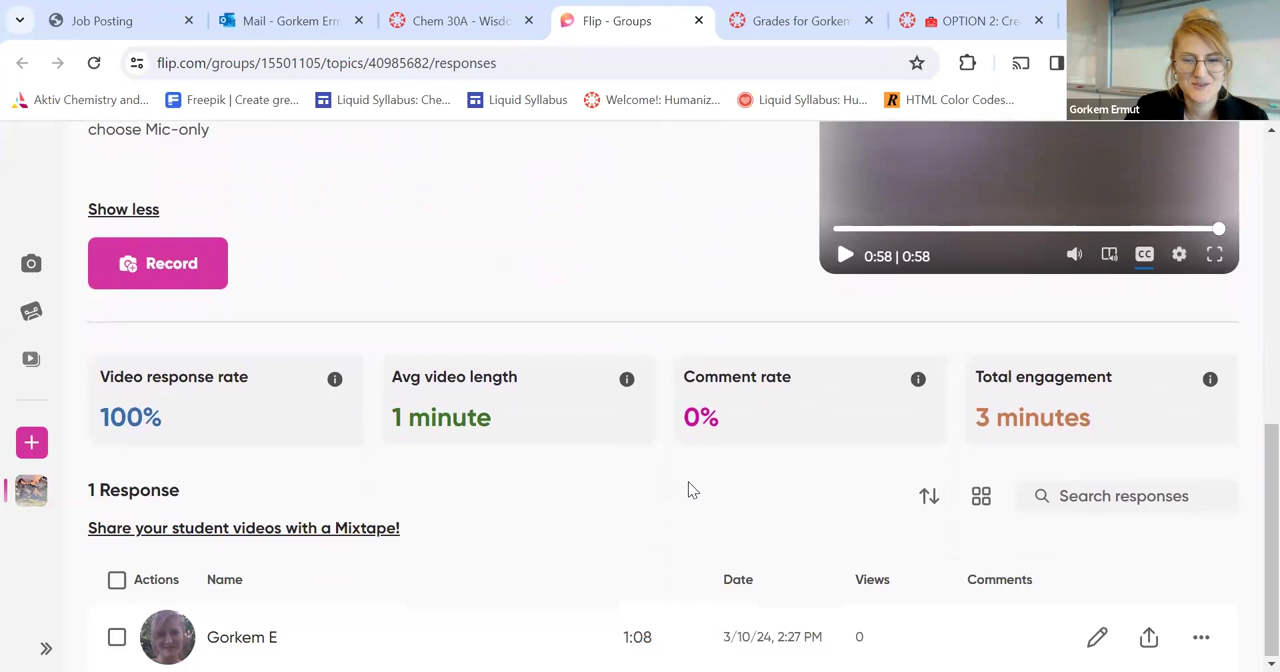 Job Posting
Mail - Gorkem Erm
Chem 30A - Wisdo
Flip - Groups
Grades for Gorkem
OPTION 2: Cre
flip.com/groups/15501105/topics/40985682/responses
Aktiv Chemistry and...
Freepik | Create gre...
Liquid Syllabus: Che...
Liquid Syllabus
Welcome!: Humaniz...
Liquid Syllabus: Hu...
HTML Color Codes...
Gorkem Ermut
choose Mic-only
Show less
Record
0:58 | 0:58
CC
Video response rate
100%
Avg video length
1 minute
Comment rate
0%
Total engagement
3 minutes
1 Response
Search responses
Share your student videos with a Mixtape!
Actions Name Date Views Comments
Gorkem E 1:08 3/10/24, 2:27 PM 0